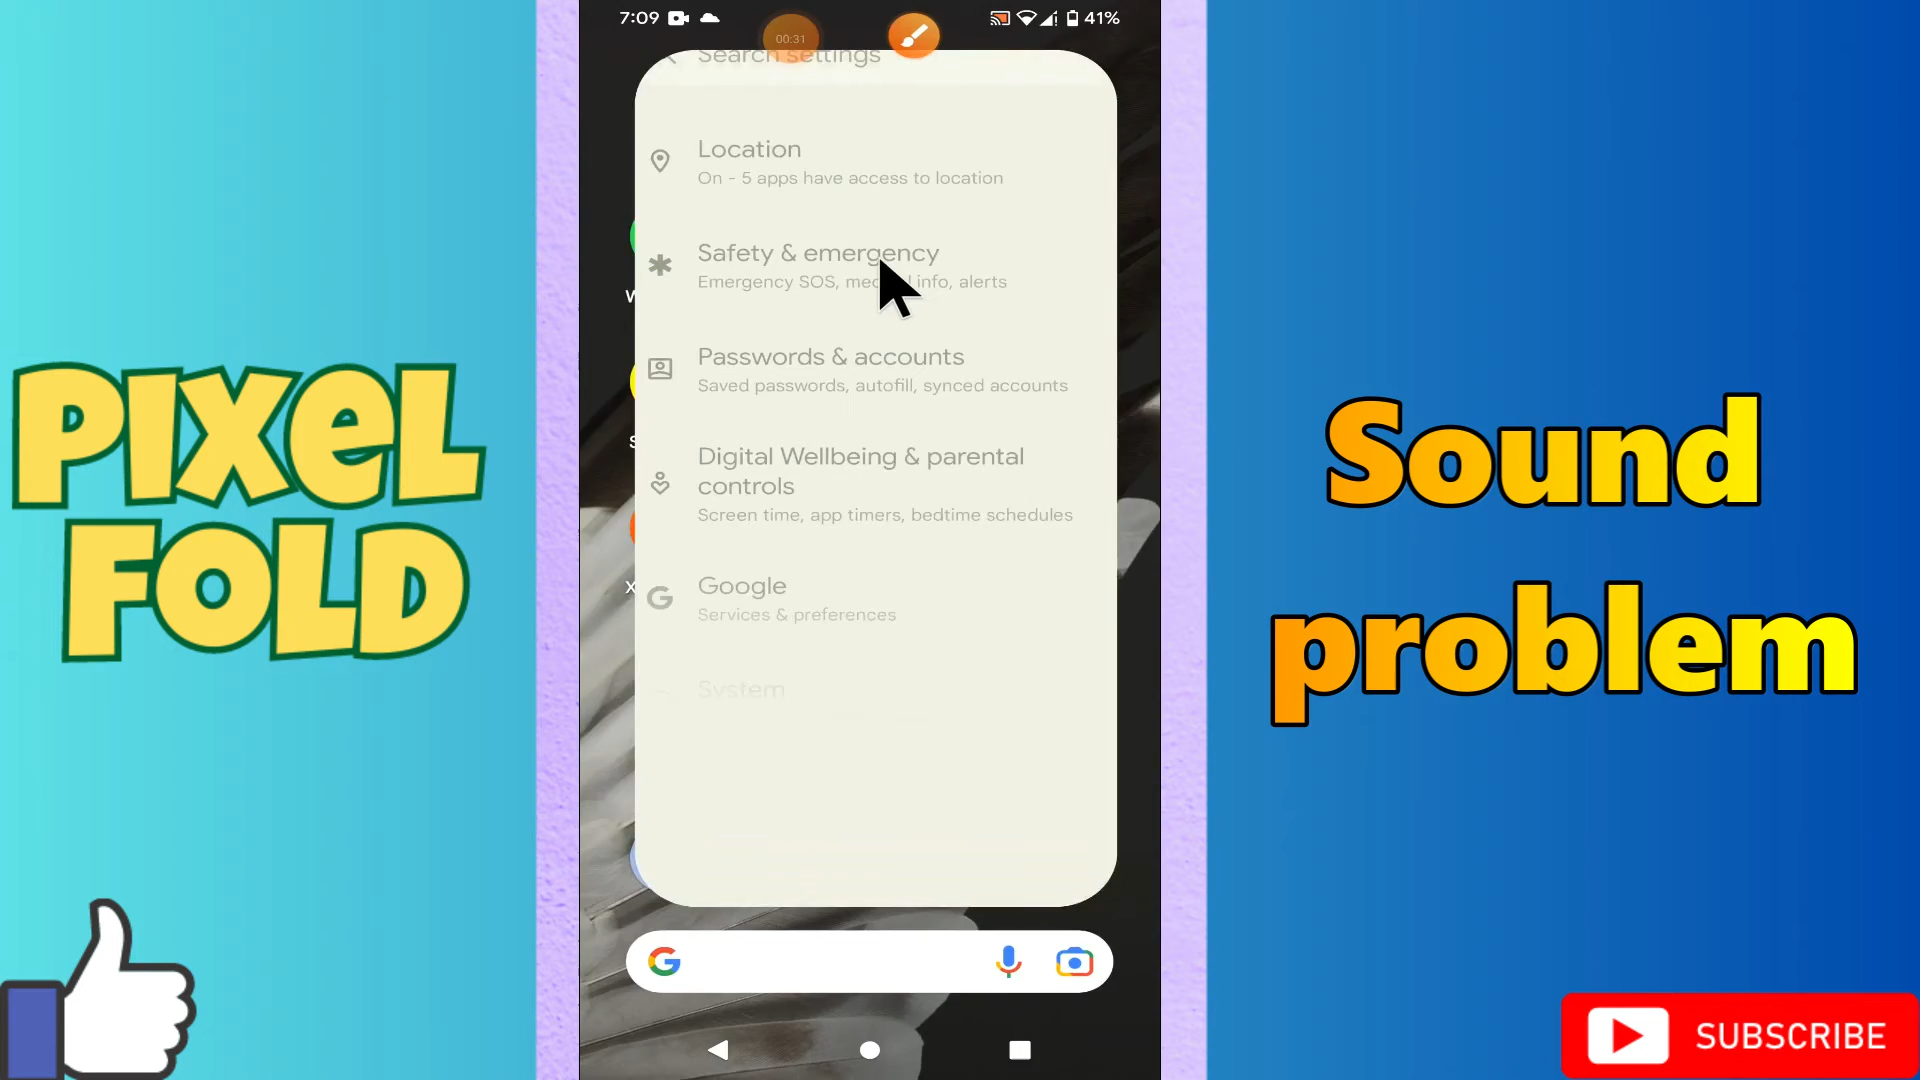 7:09
00:31
41%
Search settings
Location
On - 5 apps have access to location
Safety & emergency
Emergency SOS, medical info, alerts
Passwords & accounts
Saved passwords, autofill, synced accounts
Digital Wellbeing & parental
controls
Screen time, app timers, bedtime schedules
Google
Services & preferences
System
W
S
X
PIXEL
FOLD
Sound
problem
SUBSCRIBE